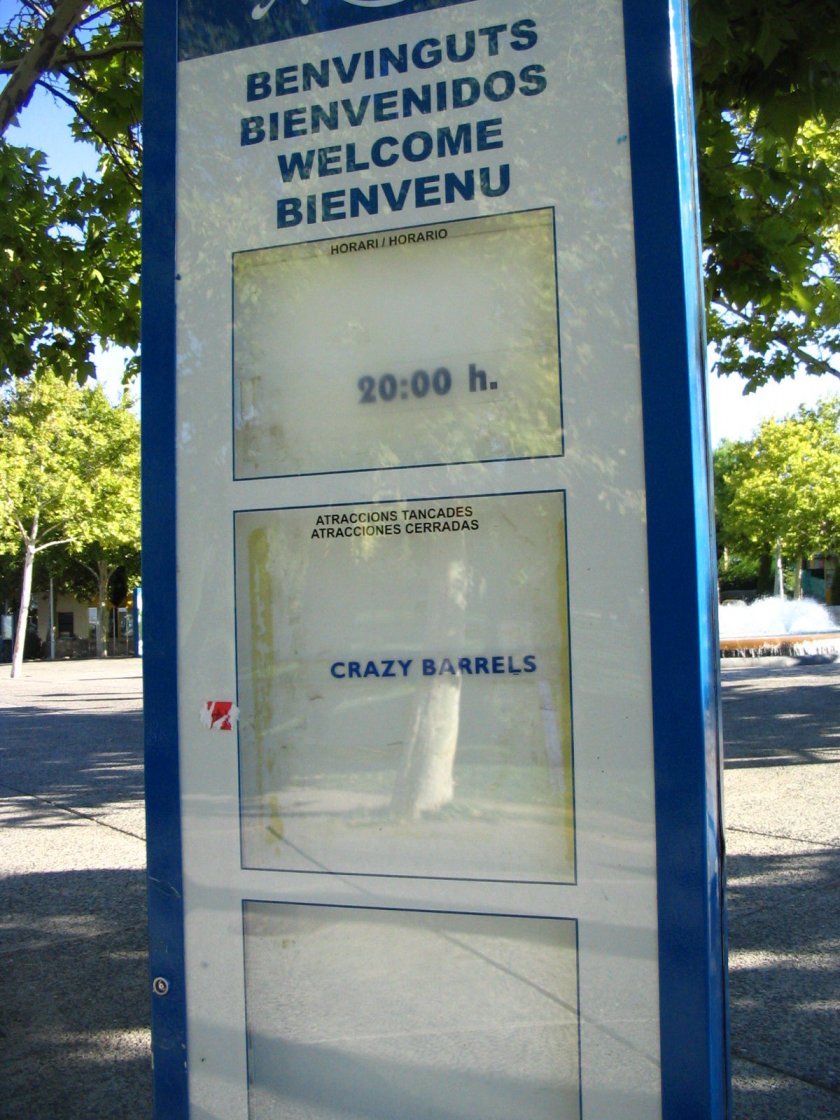 BENVINGUTS
BIENVENIDOS
WELCOME
BIENVENU
HORARI / HORARIO
20:00 h.
ATRACCIONS TANCADES
ATRACCIONES CERRADAS
CRAZY BARRELS